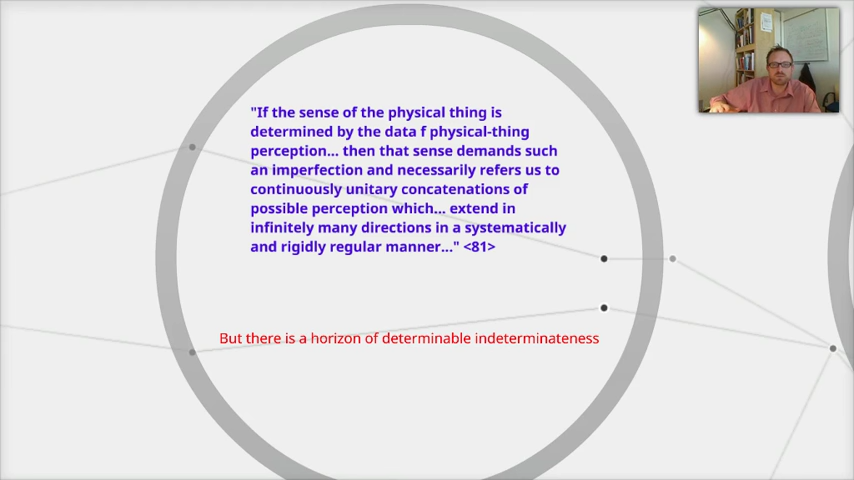 "If the sense of the physical thing is
determined by the data f physical-thing
perception... then that sense demands such
an imperfection and necessarily refers us to
continuously unitary concatenations of
possible perception which... extend in
infinitely many directions in a systematically
and rigidly regular manner..." <81>
But there is a horizon of determinable indeterminateness